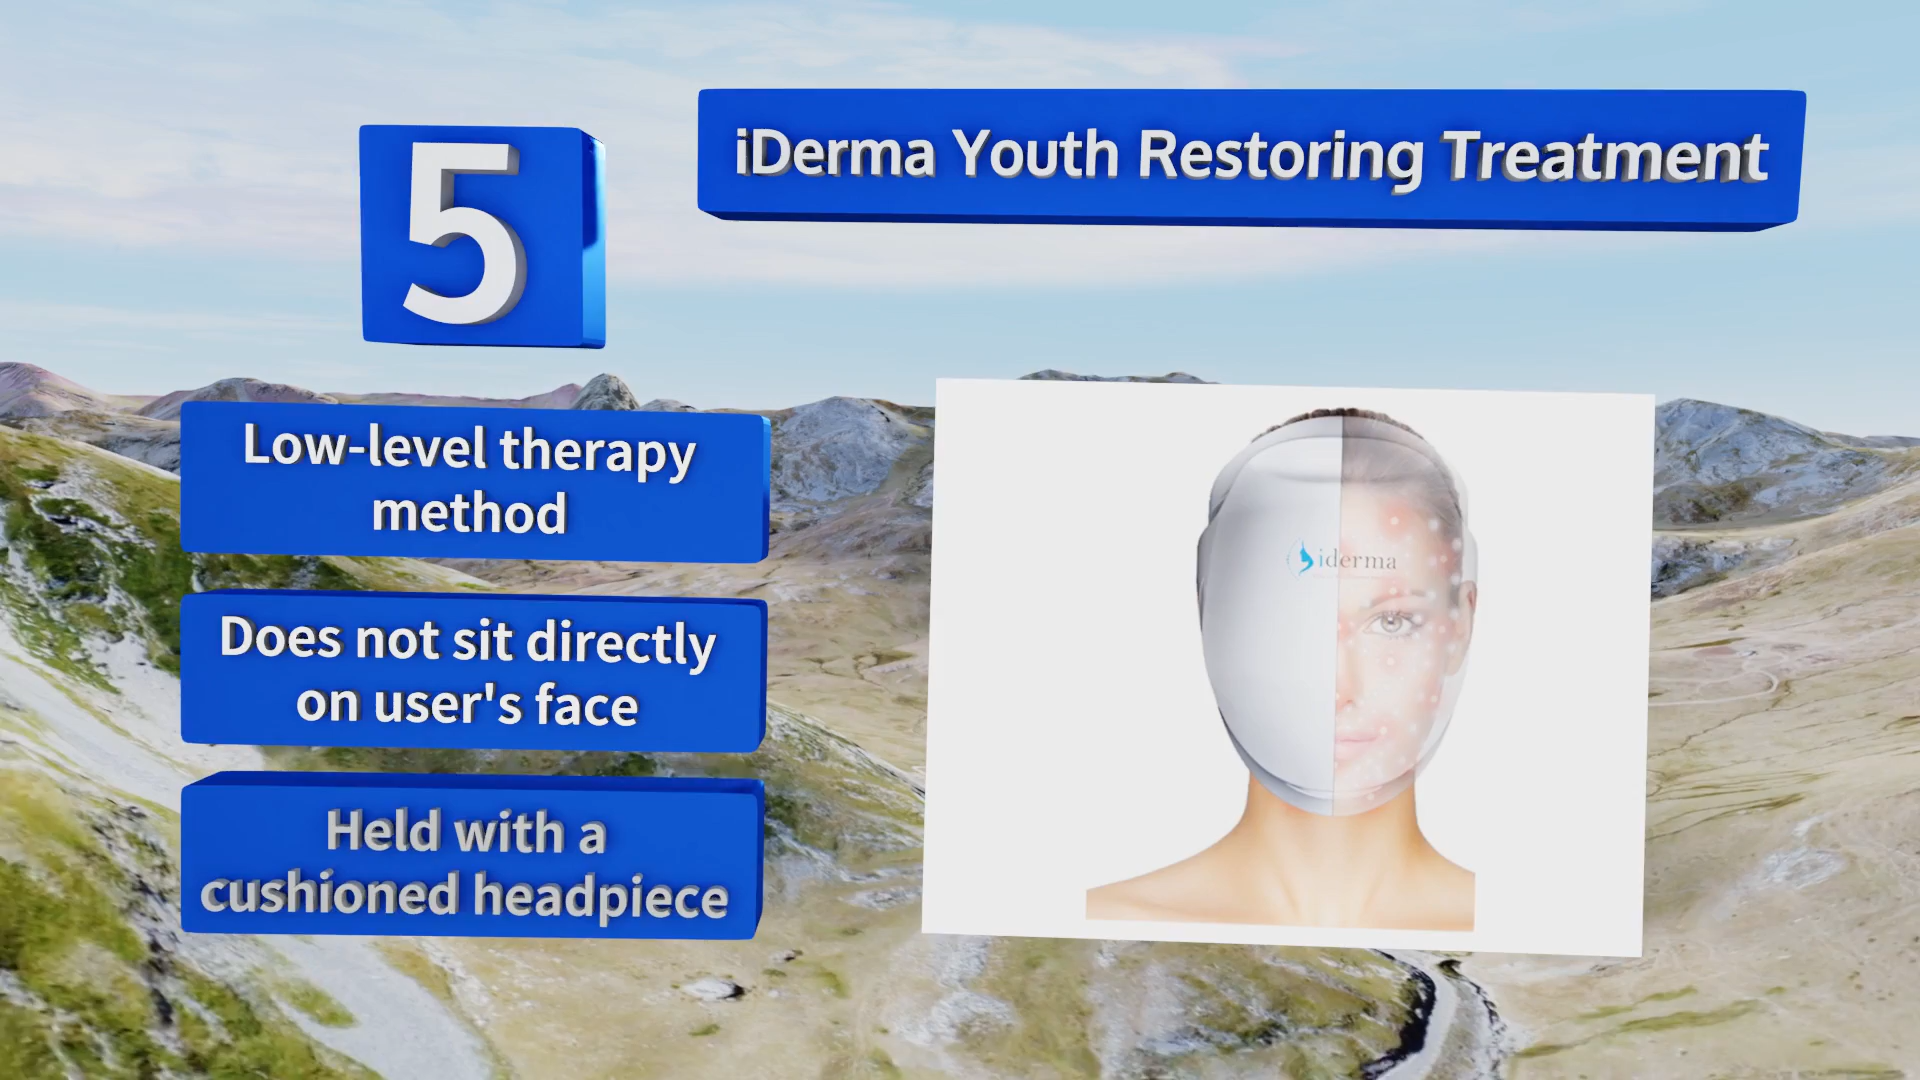 5
iDerma Youth Restoring Treatment
Low-level therapy
method
Does not sit directly
on user's face
Held with a
cushioned headpiece
iderma